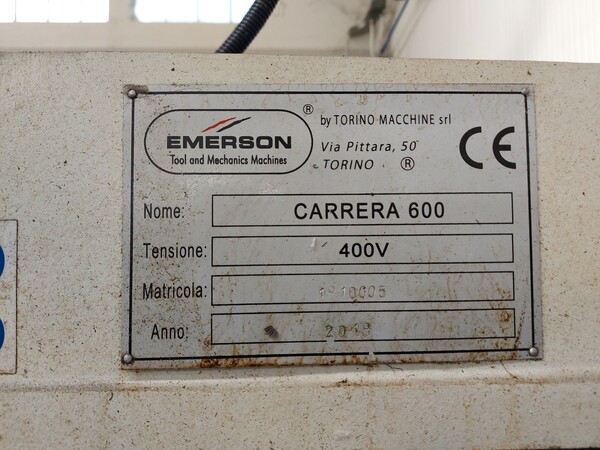 EMERSON ®
Tool and Mechanics Machines
by TORINO MACCHINE srl
Via Pittara, 50
- TORINO ®
CE
Nome: CARRERA 600
Tensione: 400V
Matricola:
Anno: